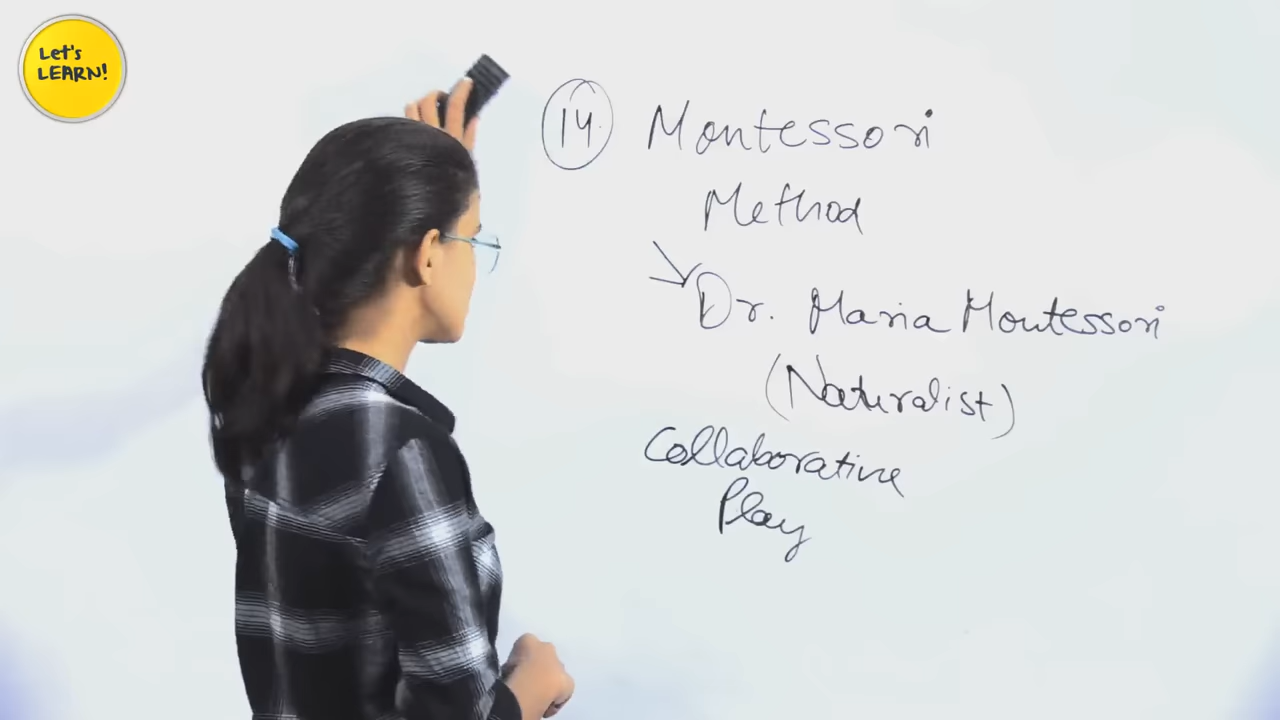 Let's
LEARN!
14 Montessori
Method
Dr. Maria Montessori
(Naturalist)
Collaborative
Play